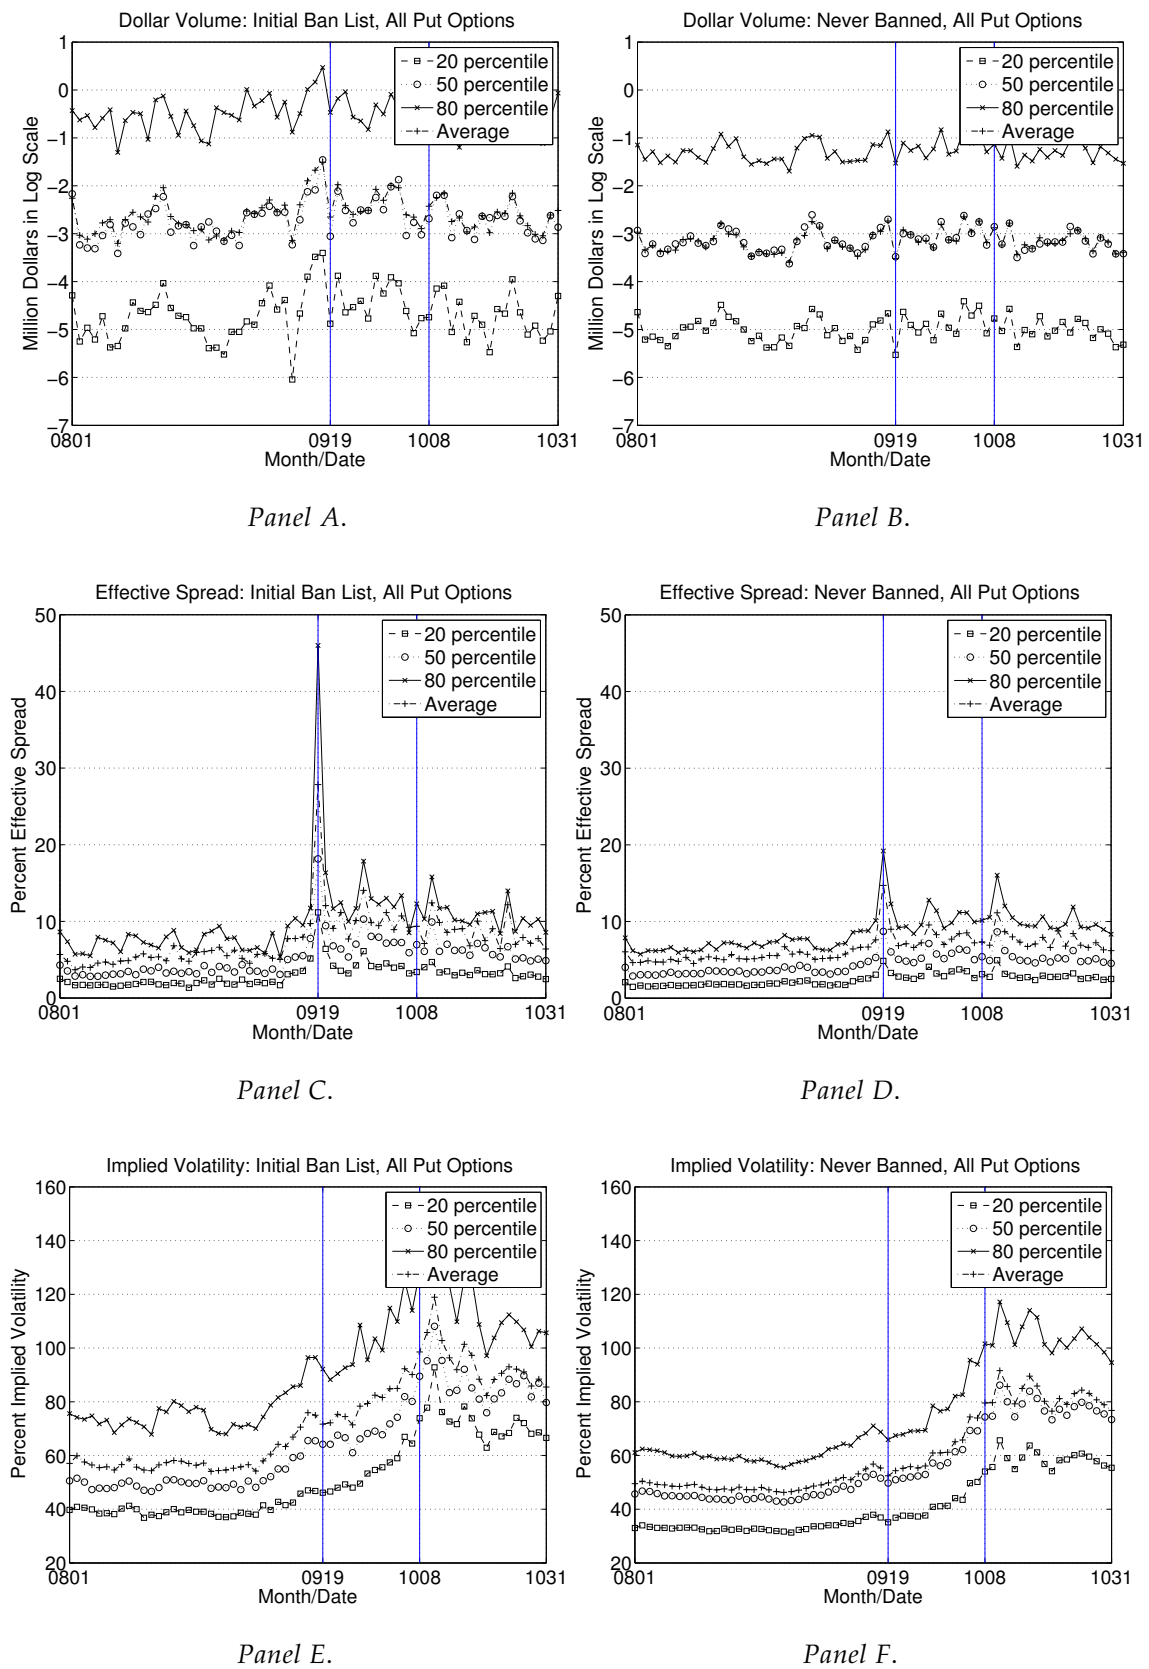 Dollar Volume: Initial Ban List, All Put Options
1
0
−1
−2
−3
−4
−5
−6
−7
Million Dollars in Log Scale
20 percentile
50 percentile
80 percentile
Average
0801
0919
1008
1031
Month/Date
Panel A.
Dollar Volume: Never Banned, All Put Options
1
0
−1
−2
−3
−4
−5
−6
−7
Million Dollars in Log Scale
20 percentile
50 percentile
80 percentile
Average
0801
0919
1008
1031
Month/Date
Panel B.
Effective Spread: Initial Ban List, All Put Options
50
40
30
20
10
0
Percent Effective Spread
20 percentile
50 percentile
80 percentile
Average
0801
0919
1008
1031
Month/Date
Panel C.
Effective Spread: Never Banned, All Put Options
50
40
30
20
10
0
Percent Effective Spread
20 percentile
50 percentile
80 percentile
Average
0801
0919
1008
1031
Month/Date
Panel D.
Implied Volatility: Initial Ban List, All Put Options
160
140
120
100
80
60
40
20
Percent Implied Volatility
20 percentile
50 percentile
80 percentile
Average
0801
0919
1008
1031
Month/Date
Panel E.
Implied Volatility: Never Banned, All Put Options
160
140
120
100
80
60
40
20
Percent Implied Volatility
20 percentile
50 percentile
80 percentile
Average
0801
0919
1008
1031
Month/Date
Panel F.